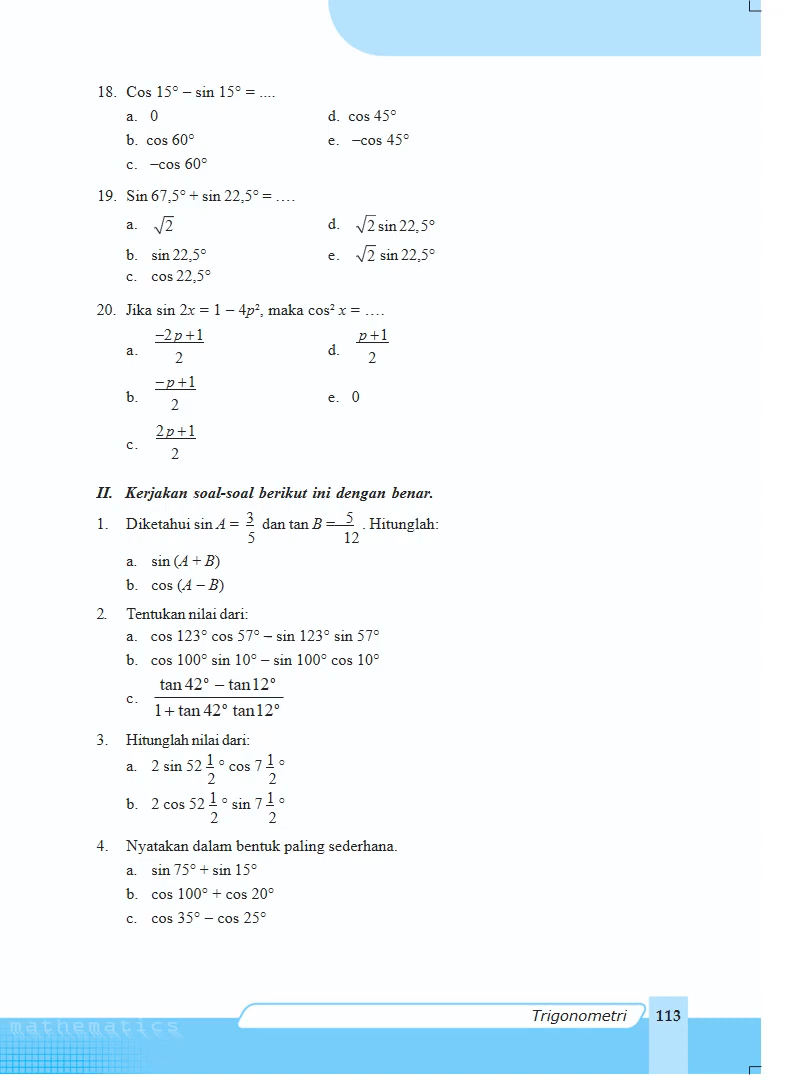 18. Cos 15° – sin 15° = ....
a. 0 d. cos 45°
b. cos 60° e. –cos 45°
c. –cos 60°
19. Sin 67,5° + sin 22,5° = ….
a. √2 d. √2 sin 22,5°
b. sin 22,5° e. √2 sin 22,5°
c. cos 22,5°
20. Jika sin 2x = 1 – 4p², maka cos² x = ….
a. (–2p+1)/2 d. (p+1)/2
b. (–p+1)/2 e. 0
c. (2p+1)/2
II. Kerjakan soal-soal berikut ini dengan benar.
1. Diketahui sin A = 3/5 dan tan B = 5/12 . Hitunglah:
a. sin (A + B)
b. cos (A – B)
2. Tentukan nilai dari:
a. cos 123° cos 57° – sin 123° sin 57°
b. cos 100° sin 10° – sin 100° cos 10°
c. (tan 42° – tan 12°)/(1 + tan 42° tan 12°)
3. Hitunglah nilai dari:
a. 2 sin 52 1/2 ° cos 7 1/2 °
b. 2 cos 52 1/2 ° sin 7 1/2 °
4. Nyatakan dalam bentuk paling sederhana.
a. sin 75° + sin 15°
b. cos 100° + cos 20°
c. cos 35° – cos 25°
mathematics
Trigonometri 113